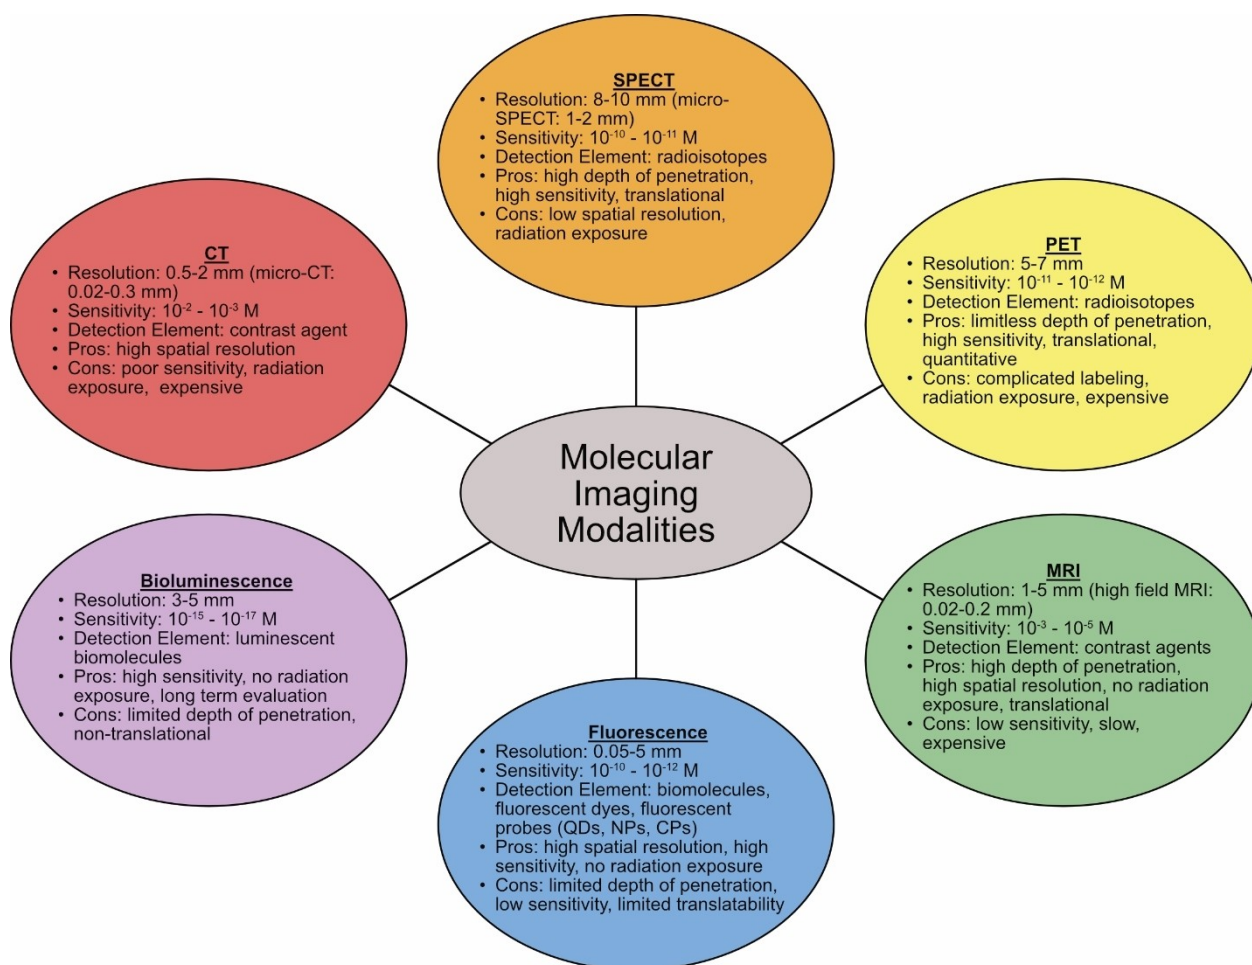 SPECT
• Resolution: 8-10 mm (micro-
SPECT: 1-2 mm)
• Sensitivity: 10⁻¹⁰ - 10⁻¹¹ M
• Detection Element: radioisotopes
• Pros: high depth of penetration,
high sensitivity, translational
• Cons: low spatial resolution,
radiation exposure
CT
• Resolution: 0.5-2 mm (micro-CT:
0.02-0.3 mm)
• Sensitivity: 10⁻² - 10⁻³ M
• Detection Element: contrast agent
• Pros: high spatial resolution
• Cons: poor sensitivity, radiation
exposure, expensive
PET
• Resolution: 5-7 mm
• Sensitivity: 10⁻¹¹ - 10⁻¹² M
• Detection Element: radioisotopes
• Pros: limitless depth of penetration,
high sensitivity, translational,
quantitative
• Cons: complicated labeling,
radiation exposure, expensive
Molecular
Imaging
Modalities
Bioluminescence
• Resolution: 3-5 mm
• Sensitivity: 10⁻¹⁵ - 10⁻¹⁷ M
• Detection Element: luminescent
biomolecules
• Pros: high sensitivity, no radiation
exposure, long term evaluation
• Cons: limited depth of penetration,
non-translational
MRI
• Resolution: 1-5 mm (high field MRI:
0.02-0.2 mm)
• Sensitivity: 10⁻³ - 10⁻⁵ M
• Detection Element: contrast agents
• Pros: high depth of penetration,
high spatial resolution, no radiation
exposure, translational
• Cons: low sensitivity, slow,
expensive
Fluorescence
• Resolution: 0.05-5 mm
• Sensitivity: 10⁻¹⁰ - 10⁻¹² M
• Detection Element: biomolecules,
fluorescent dyes, fluorescent
probes (QDs, NPs, CPs)
• Pros: high spatial resolution, high
sensitivity, no radiation exposure
• Cons: limited depth of penetration,
low sensitivity, limited translatability